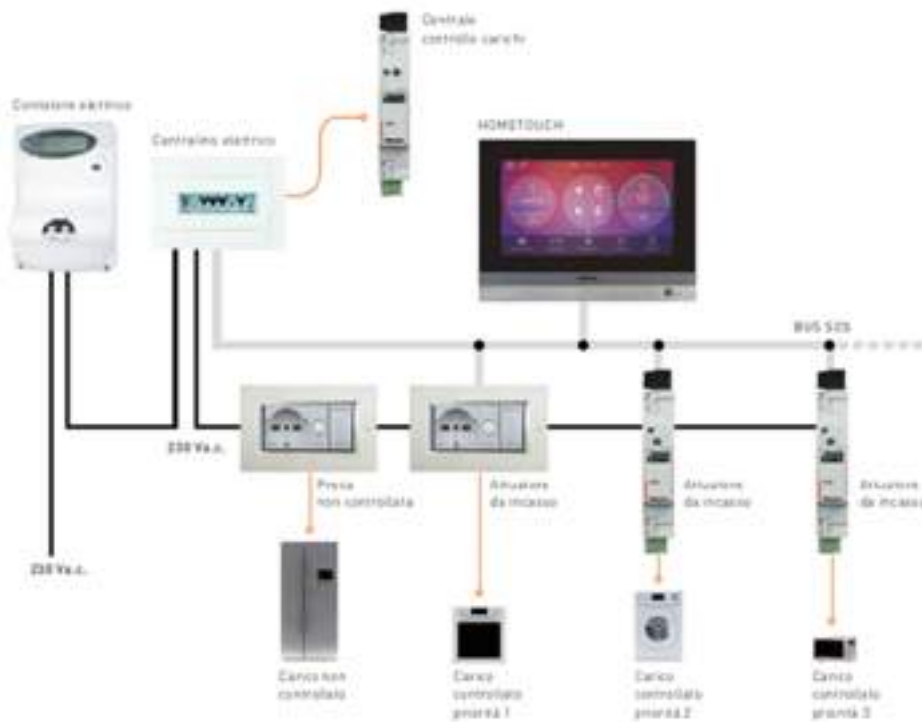 Centrale
controllo carichi
Contatore elettrico
Centralino elettrico
HOMETOUCH
BUS SCS
230 Va.c.
Presa
non controllata
Attuatore
da incasso
Attuatore
da incasso
Attuatore
da incasso
230 Va.c.
Carico non
controllato
Carico
controllato
priorità 1
Carico
controllato
priorità 2
Carico
controllato
priorità 3